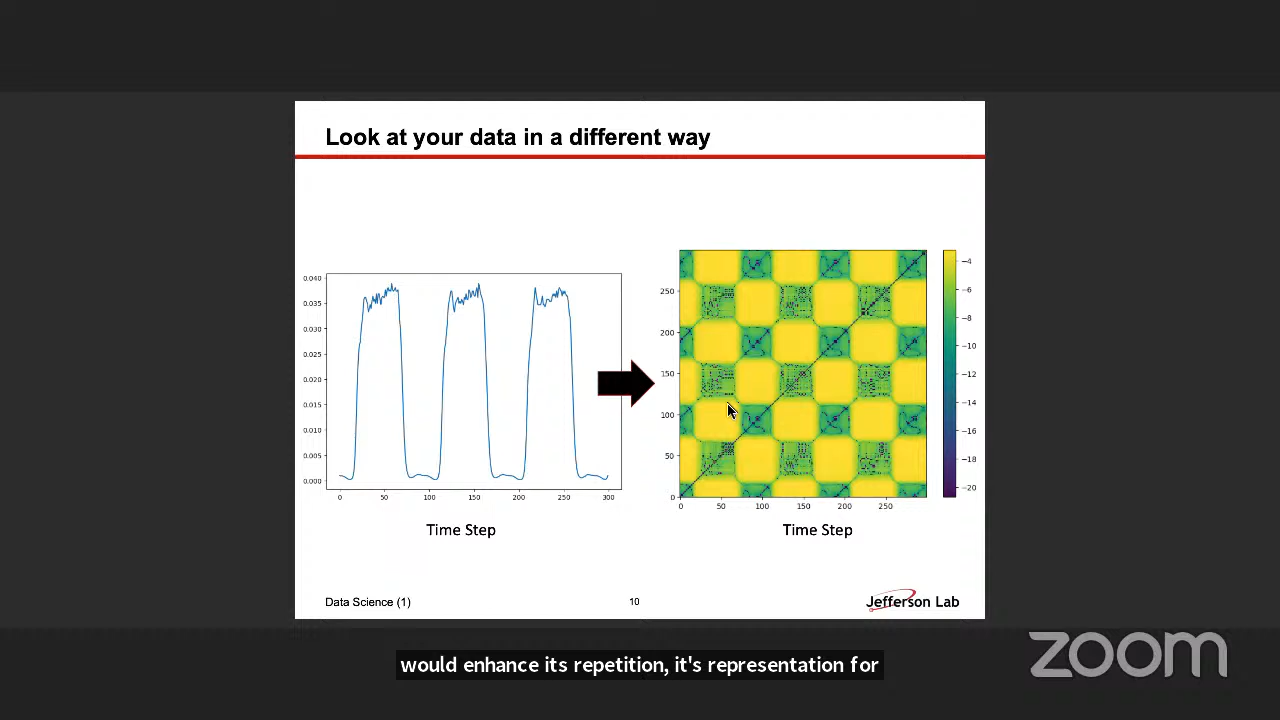 Look at your data in a different way
0.040
0.035
0.030
0.025
0.020
0.015
0.010
0.005
0.000
0 50 100 150 200 250 300
Time Step
250
200
150
100
50
0
0 50 100 150 200 250
−4
−6
−8
−10
−12
−14
−16
−18
−20
Time Step
Data Science (1)
10
Jefferson Lab
would enhance its repetition, it's representation for
zoom